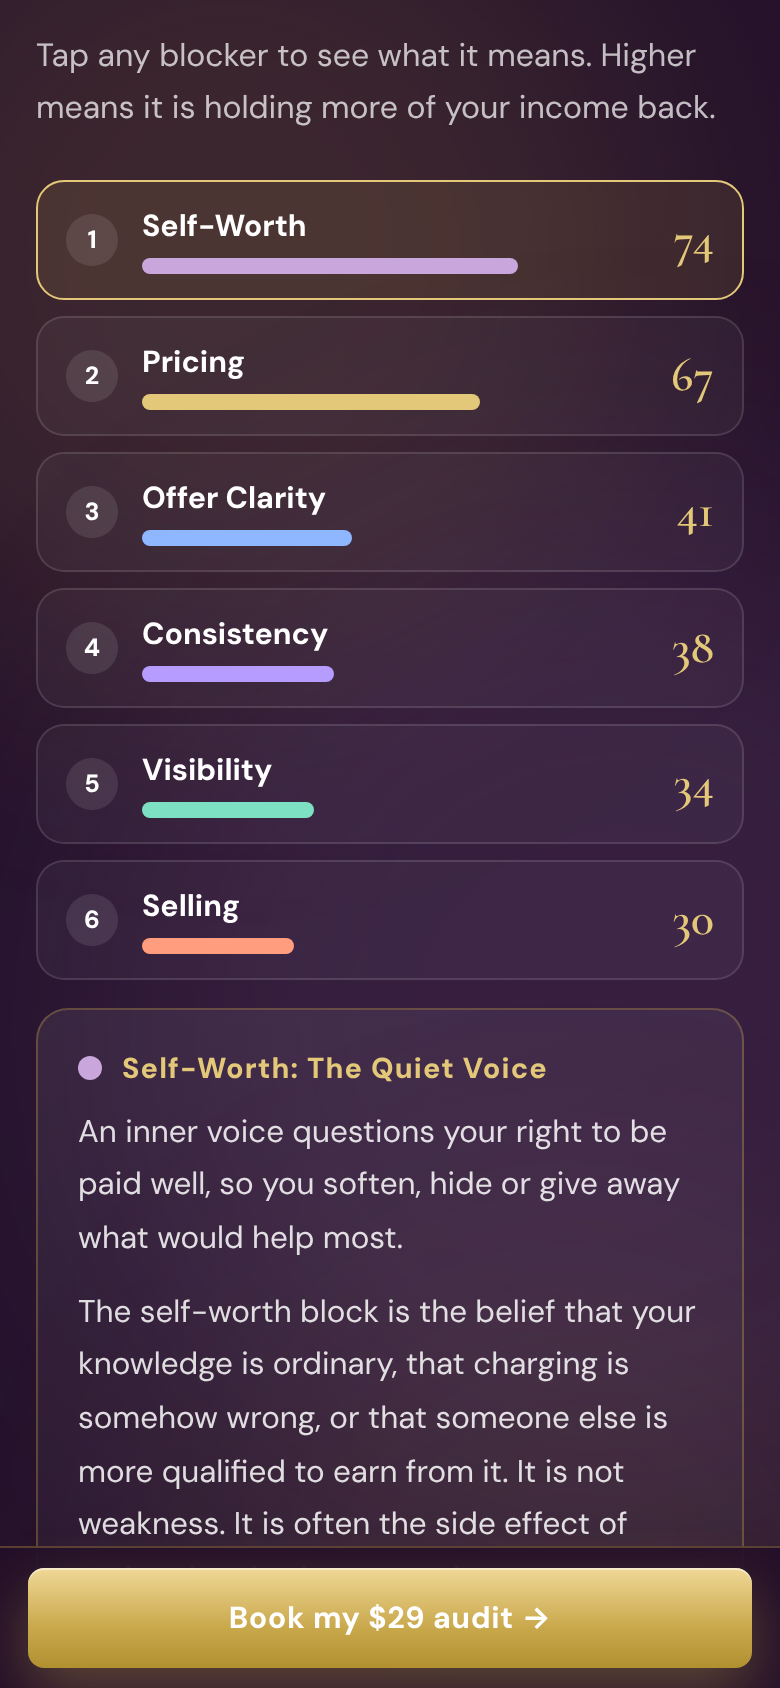 Tap any blocker to see what it means. Higher
means it is holding more of your income back.
1
Self-Worth
74
2
Pricing
67
3
Offer Clarity
41
4
Consistency
38
5
Visibility
34
6
Selling
30
Self-Worth: The Quiet Voice
An inner voice questions your right to be
paid well, so you soften, hide or give away
what would help most.
The self-worth block is the belief that your
knowledge is ordinary, that charging is
somehow wrong, or that someone else is
more qualified to earn from it. It is not
weakness. It is often the side effect of
Book my $29 audit →